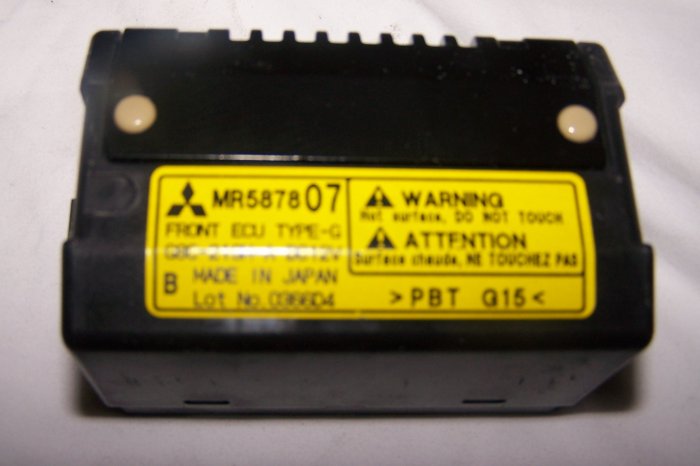 MR587807
FRONT ECU TYPE-G
DC12V
B MADE IN JAPAN
Lot No.0366D4
WARNING
Hot surface, DO NOT TOUCH
ATTENTION
Surface chaude, NE TOUCHEZ PAS
>PBT G15<